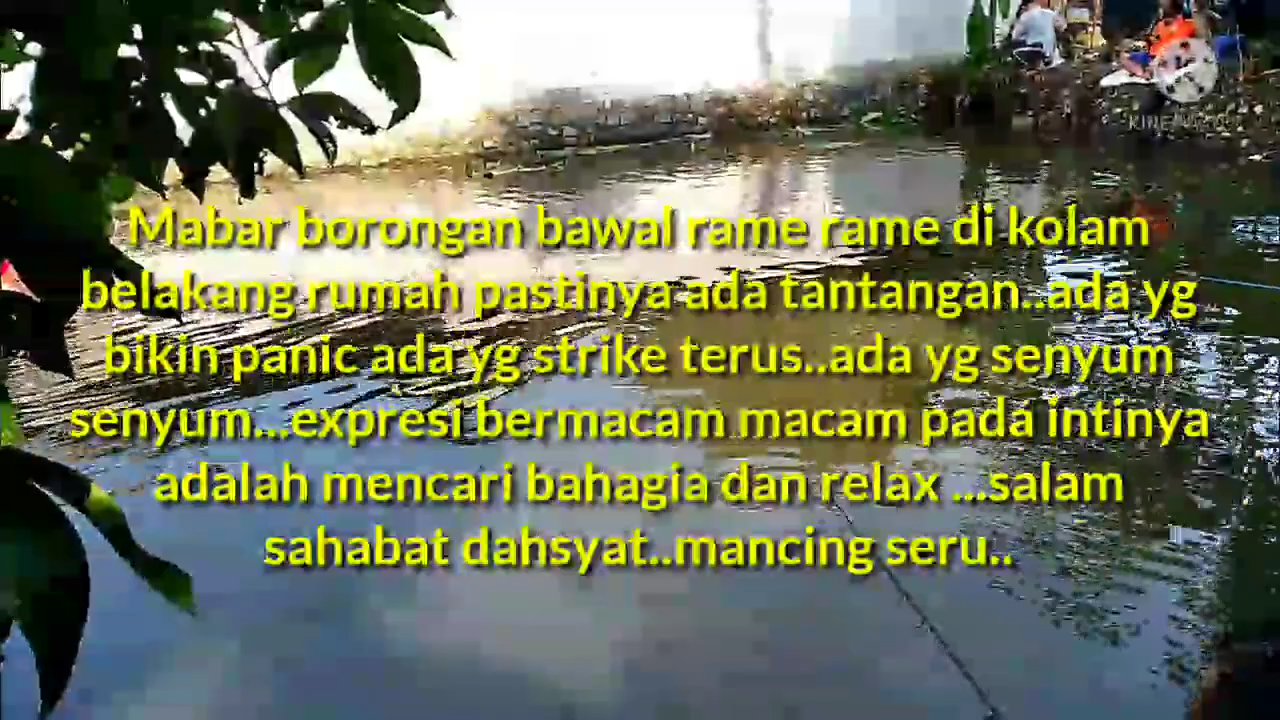 Mabar borongan bawal rame rame di kolam
belakang rumah pastinya ada tantangan..ada yg
bikin panic ada yg strike terus..ada yg senyum
senyum...expresi bermacam macam pada intinya
adalah mencari bahagia dan relax ...salam
sahabat dahsyat..mancing seru..
KINEMASTER